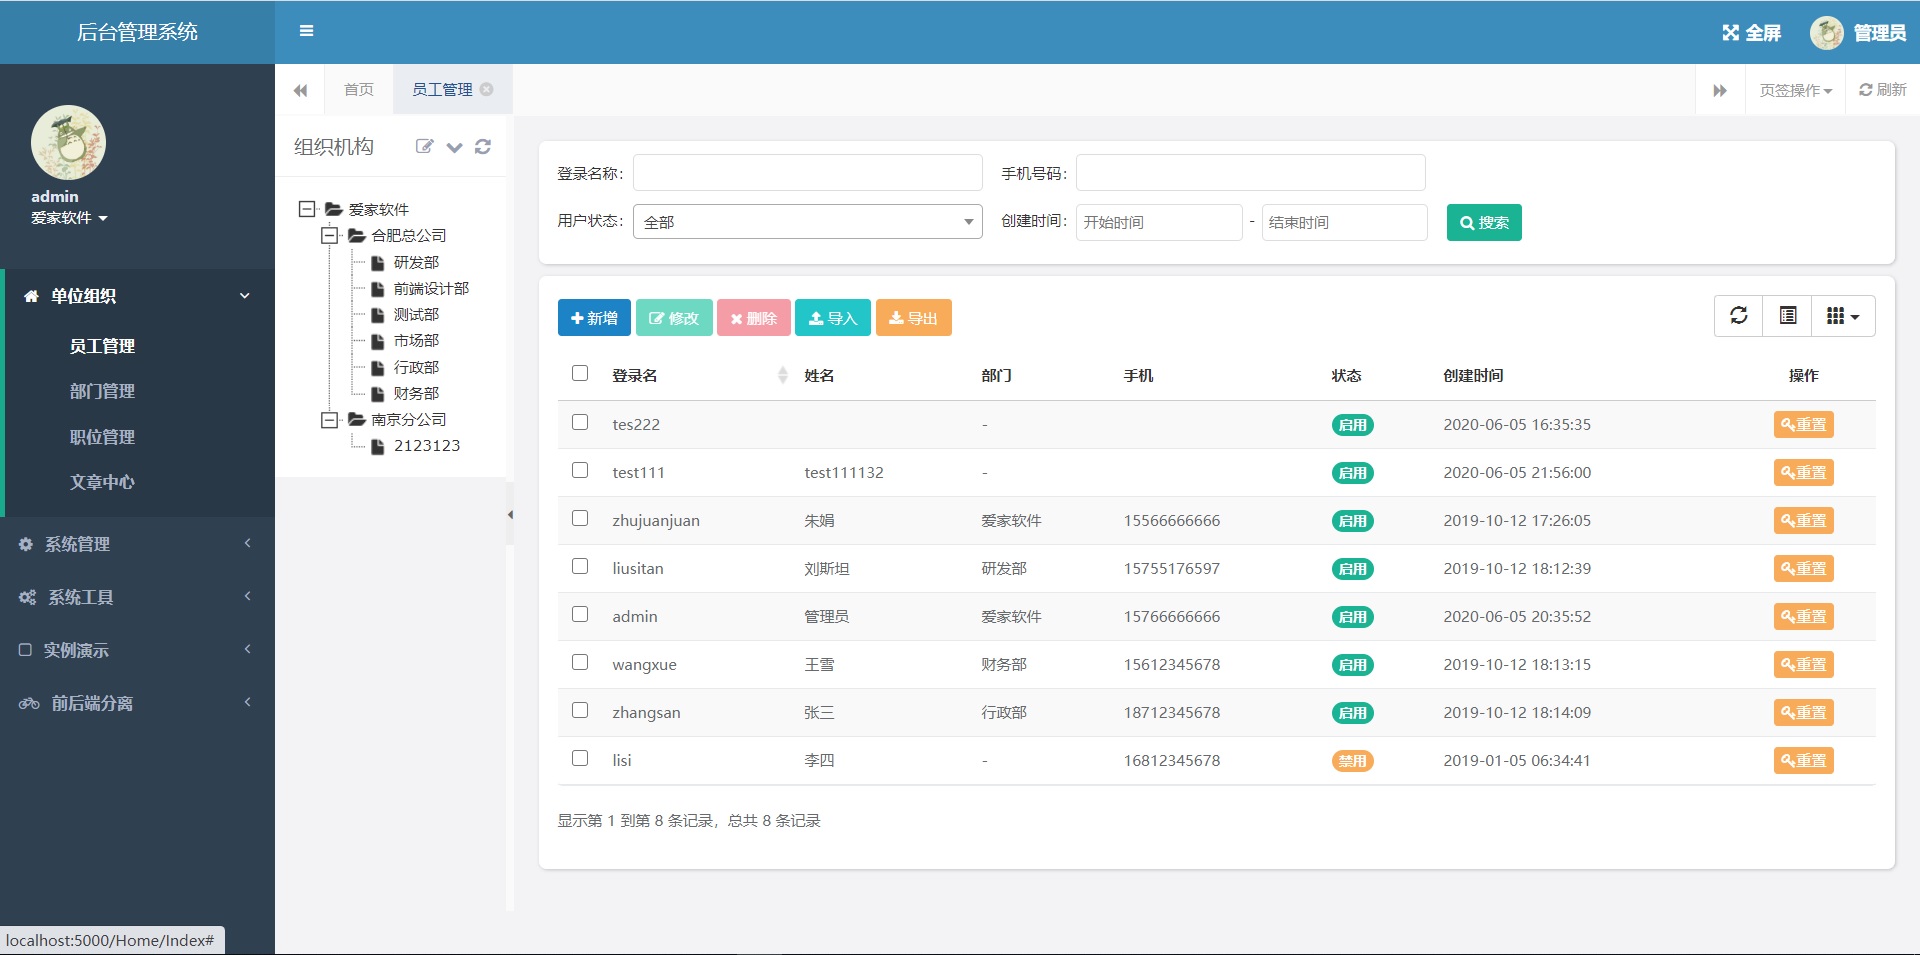 后台管理系统
全屏 管理员
首页 员工管理 页签操作 刷新
admin
爱家软件
单位组织
员工管理
部门管理
职位管理
文章中心
系统管理
系统工具
实例演示
前后端分离
localhost:5000/Home/Index#
组织机构
爱家软件
合肥总公司
研发部
前端设计部
测试部
市场部
行政部
财务部
南京分公司
2123123
登录名称： 手机号码：
用户状态： 全部 创建时间： 开始时间 - 结束时间 搜索
新增 修改 删除 导入 导出
登录名 姓名 部门 手机 状态 创建时间 操作
tes222 - 启用 2020-06-05 16:35:35 重置
test111 test111132 - 启用 2020-06-05 21:56:00 重置
zhujuanjuan 朱娟 爱家软件 15566666666 启用 2019-10-12 17:26:05 重置
liusitan 刘斯坦 研发部 15755176597 启用 2019-10-12 18:12:39 重置
admin 管理员 爱家软件 15766666666 启用 2020-06-05 20:35:52 重置
wangxue 王雪 财务部 15612345678 启用 2019-10-12 18:13:15 重置
zhangsan 张三 行政部 18712345678 启用 2019-10-12 18:14:09 重置
lisi 李四 - 16812345678 禁用 2019-01-05 06:34:41 重置
显示第 1 到第 8 条记录，总共 8 条记录